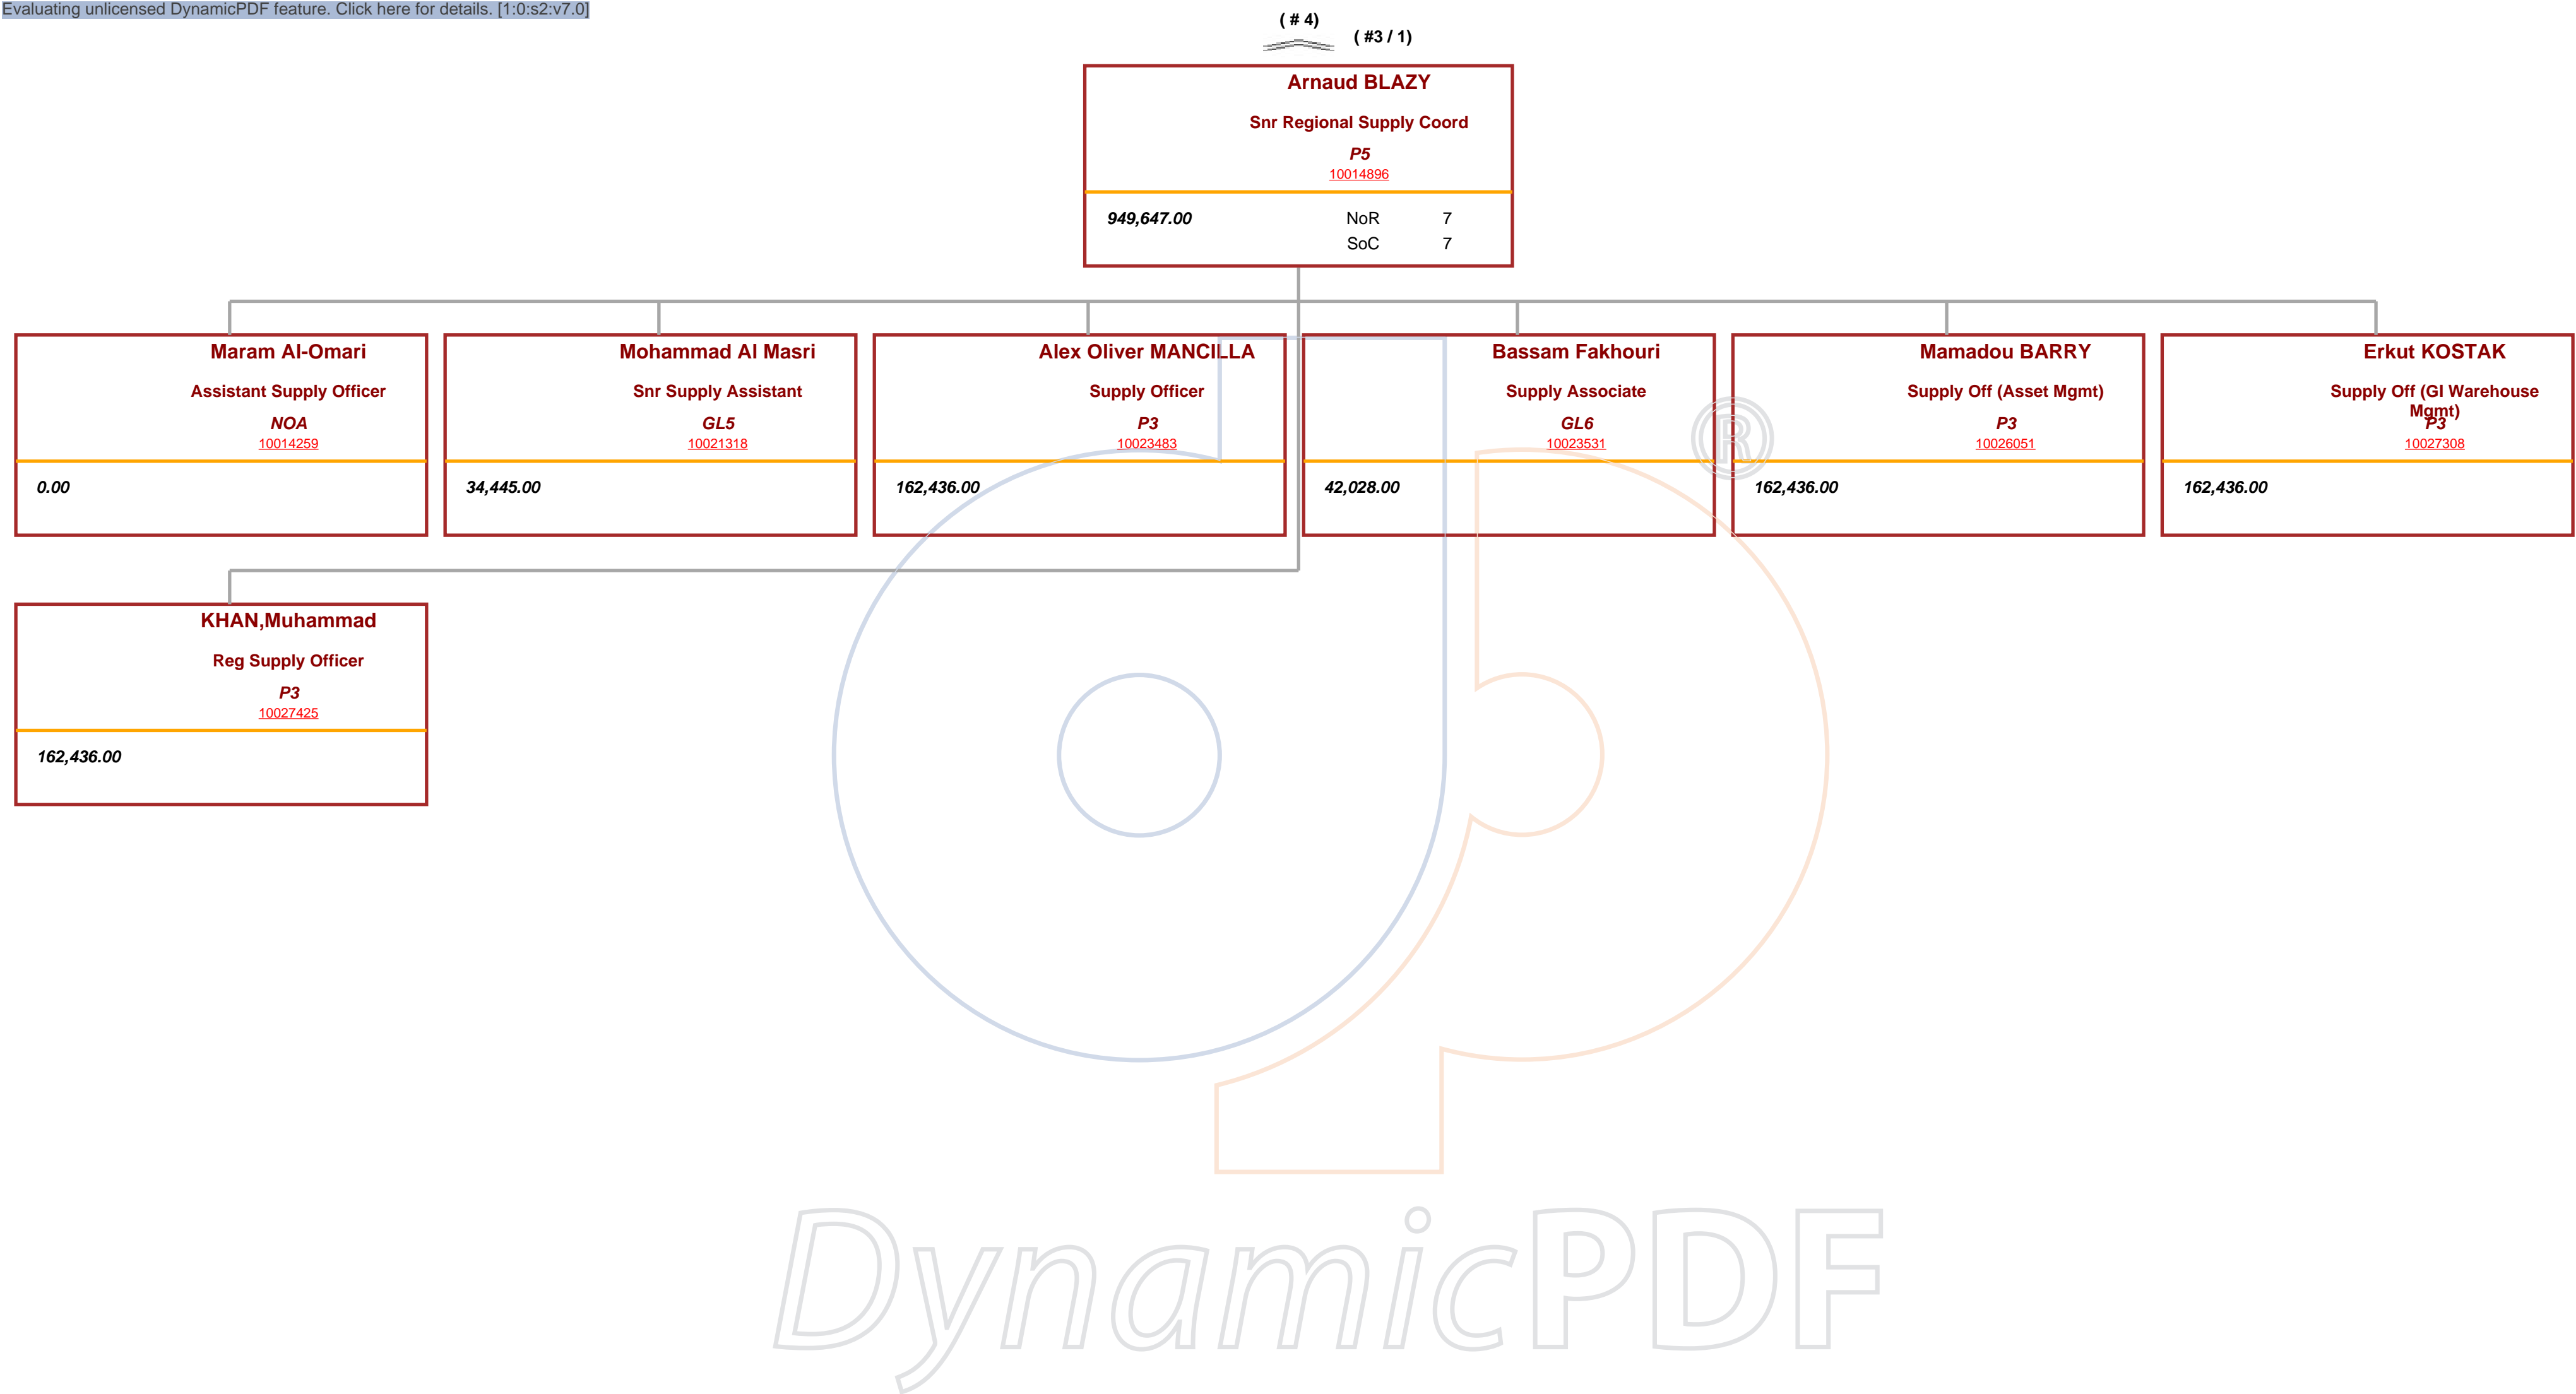 Evaluating unlicensed DynamicPDF feature. Click here for details. [1:0:s2:v7.0]
( # 4)
( #3 / 1)
Arnaud BLAZY
Snr Regional Supply Coord
P5
10014896
949,647.00 NoR 7
SoC 7
Maram Al-Omari
Assistant Supply Officer
NOA
10014259
0.00
Mohammad Al Masri
Snr Supply Assistant
GL5
10021318
34,445.00
Alex Oliver MANCILLA
Supply Officer
P3
10023483
162,436.00
Bassam Fakhouri
Supply Associate
GL6
10023531
42,028.00
Mamadou BARRY
Supply Off (Asset Mgmt)
P3
10026051
162,436.00
Erkut KOSTAK
Supply Off (GI Warehouse
Mgmt)
P3
10027308
162,436.00
KHAN,Muhammad
Reg Supply Officer
P3
10027425
162,436.00
®
DynamicPDF